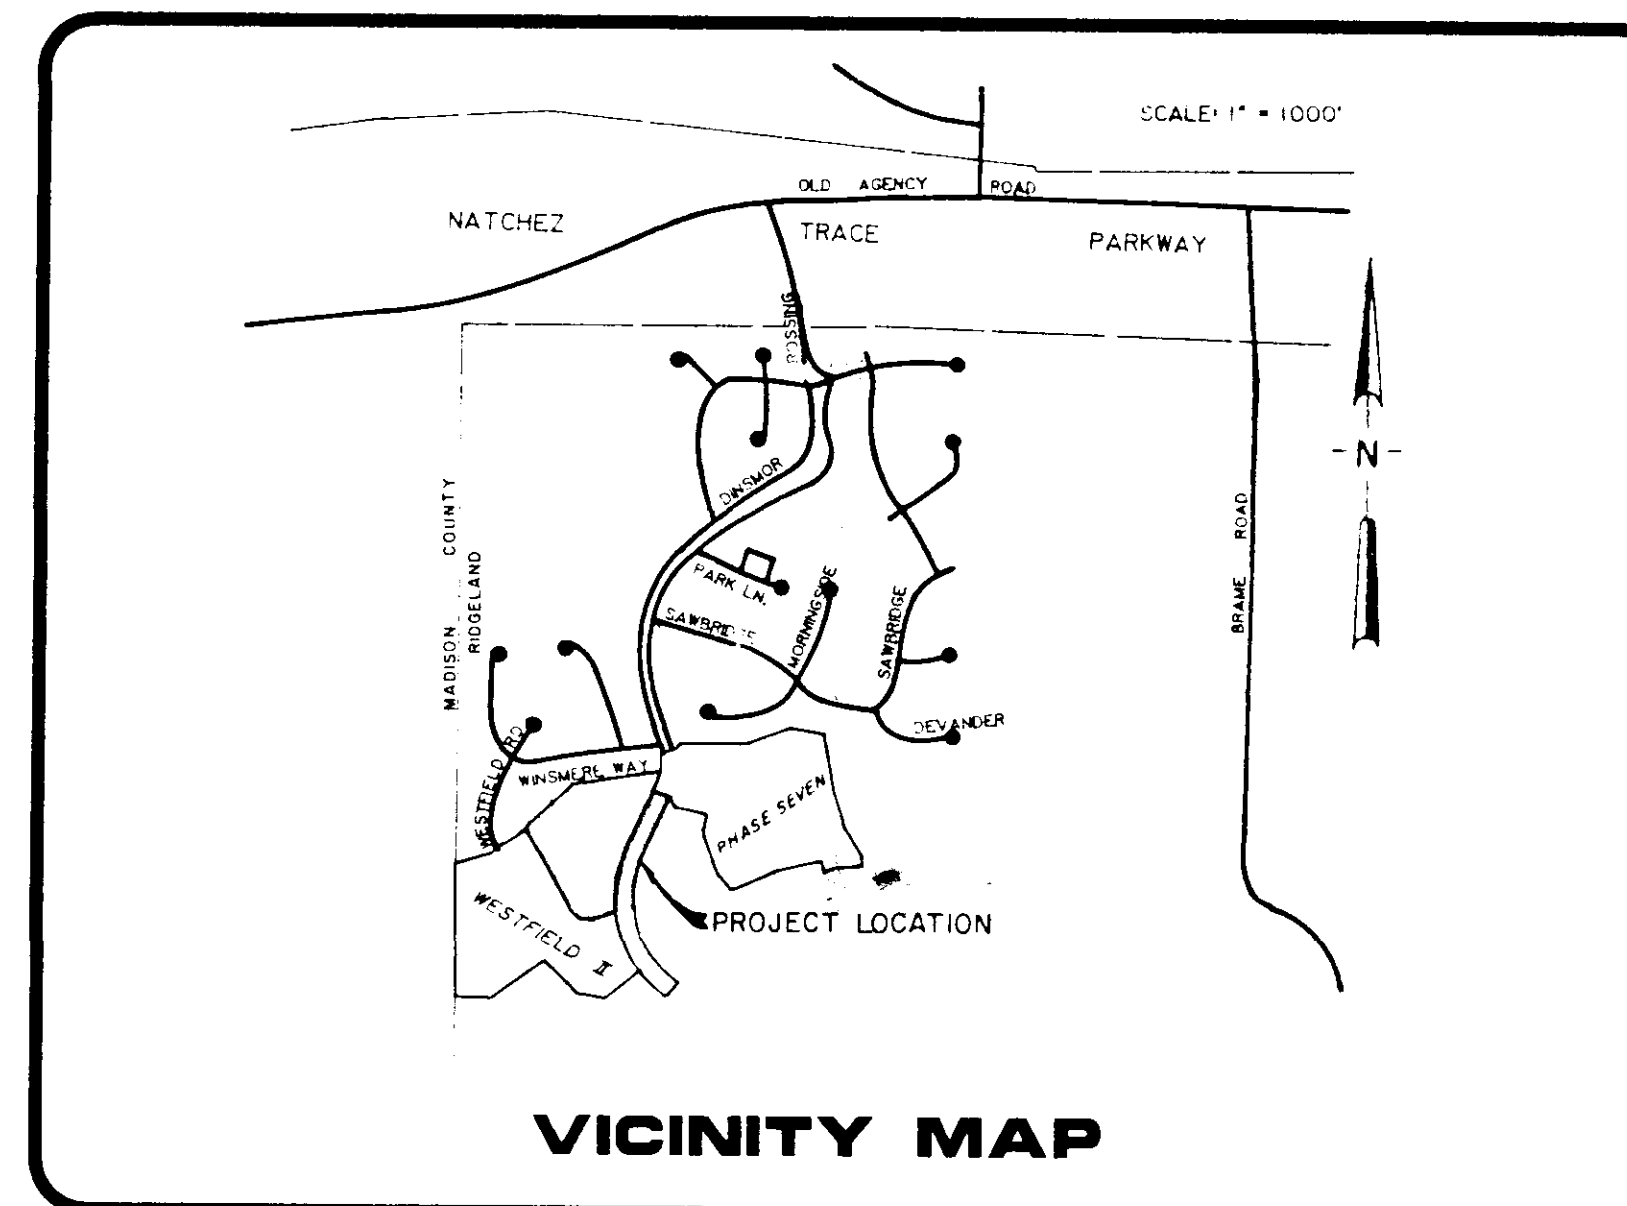 SCALE: 1" = 1000'
OLD AGENCY ROAD
NATCHEZ TRACE PARKWAY
ROSSING
DINSMOR
PARK LN.
SAWBRIDGE
MORNINGSIDE
SAWBRIDGE
DEVANDER
MADISON COUNTY
RIDGELAND
BRAME ROAD
- N -
WESTFIELD RD
WINSMERE WAY
PHASE SEVEN
WESTFIELD II
PROJECT LOCATION
VICINITY MAP